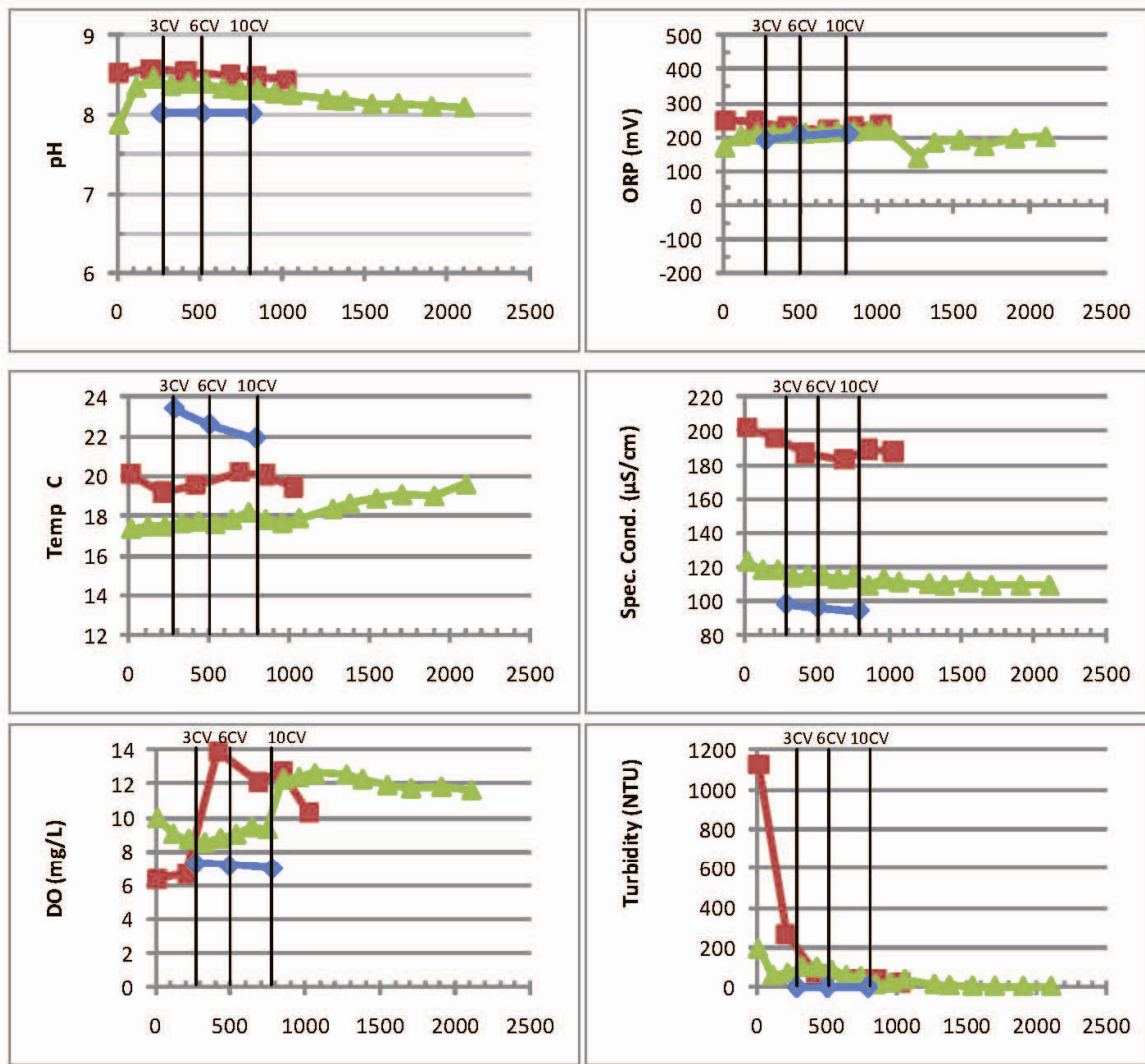 3CV 6CV 10CV
9
8
7
6
pH
0 500 1000 1500 2000 2500
3CV 6CV 10CV
500
400
300
200
100
0
-100
-200
ORP (mV)
0 500 1000 1500 2000 2500
3CV 6CV 10CV
24
22
20
18
16
14
12
Temp C
0 500 1000 1500 2000 2500
3CV 6CV 10CV
220
200
180
160
140
120
100
80
Spec. Cond. (µS/cm)
0 500 1000 1500 2000 2500
3CV 6CV 10CV
14
12
10
8
6
4
2
0
DO (mg/L)
0 500 1000 1500 2000 2500
3CV 6CV 10CV
1200
1000
800
600
400
200
0
Turbidity (NTU)
0 500 1000 1500 2000 2500